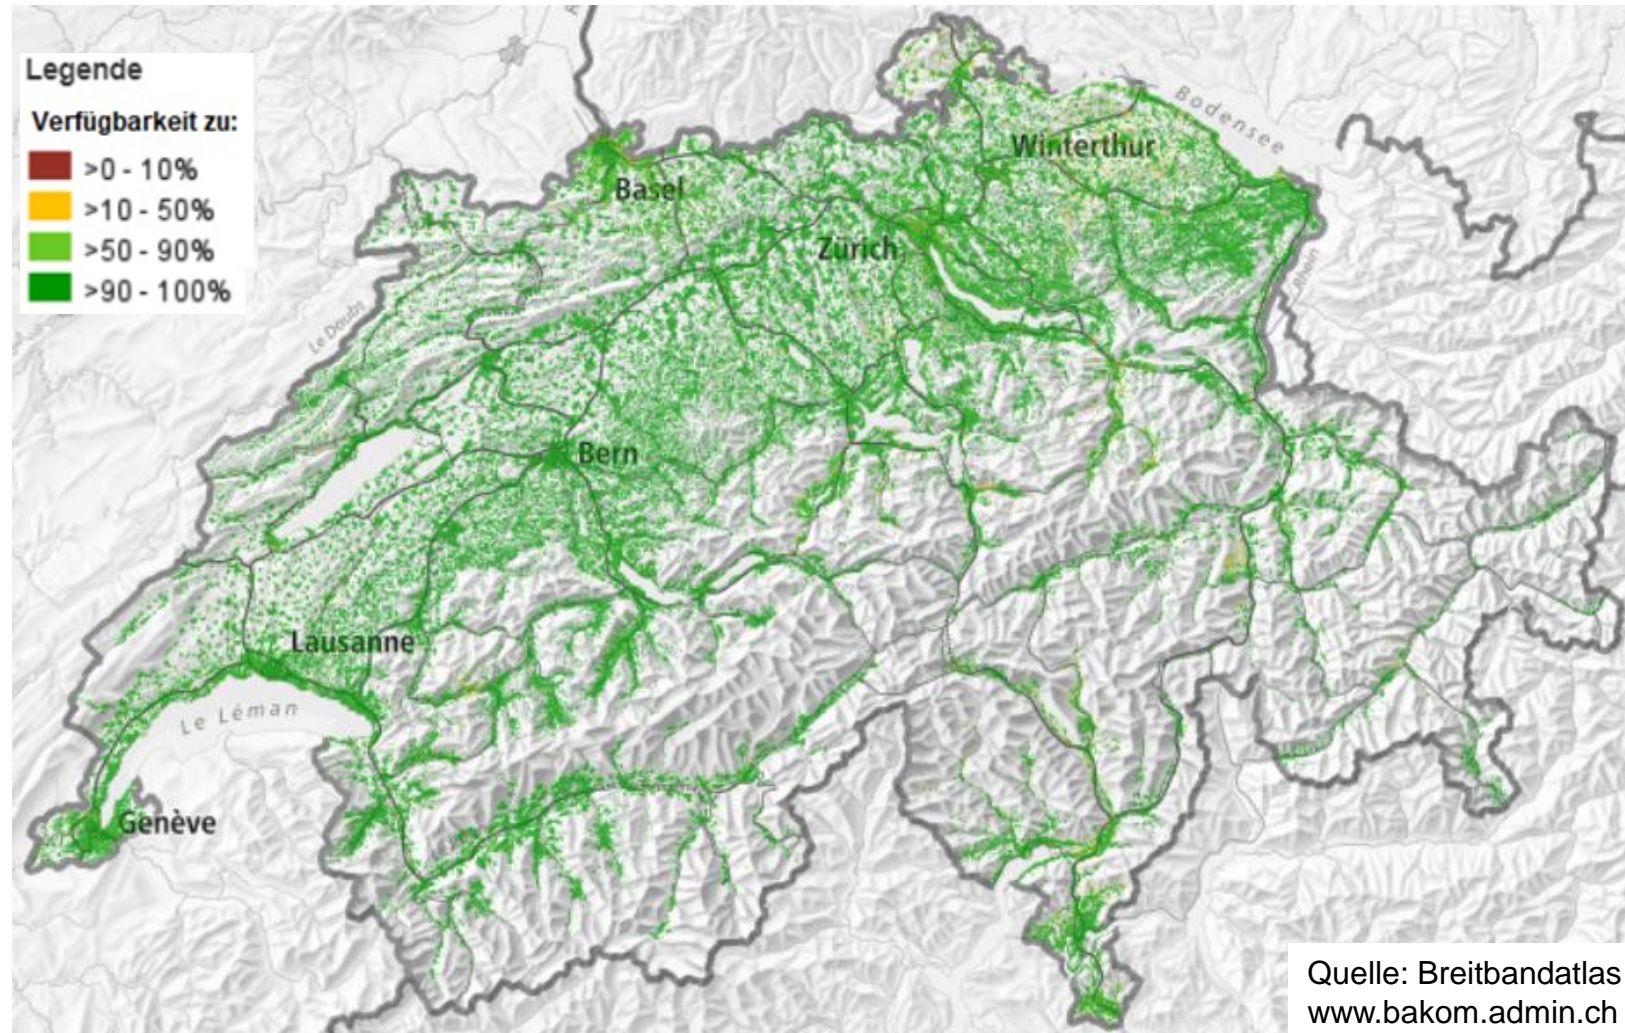 Legende
Verfügbarkeit zu:
>0 - 10%
>10 - 50%
>50 - 90%
>90 - 100%
Bodensee
Winterthur
Basel
Zürich
Rhein
Le Doubs
Bern
Lausanne
Le Léman
Genève
Quelle: Breitbandatlas
www.bakom.admin.ch